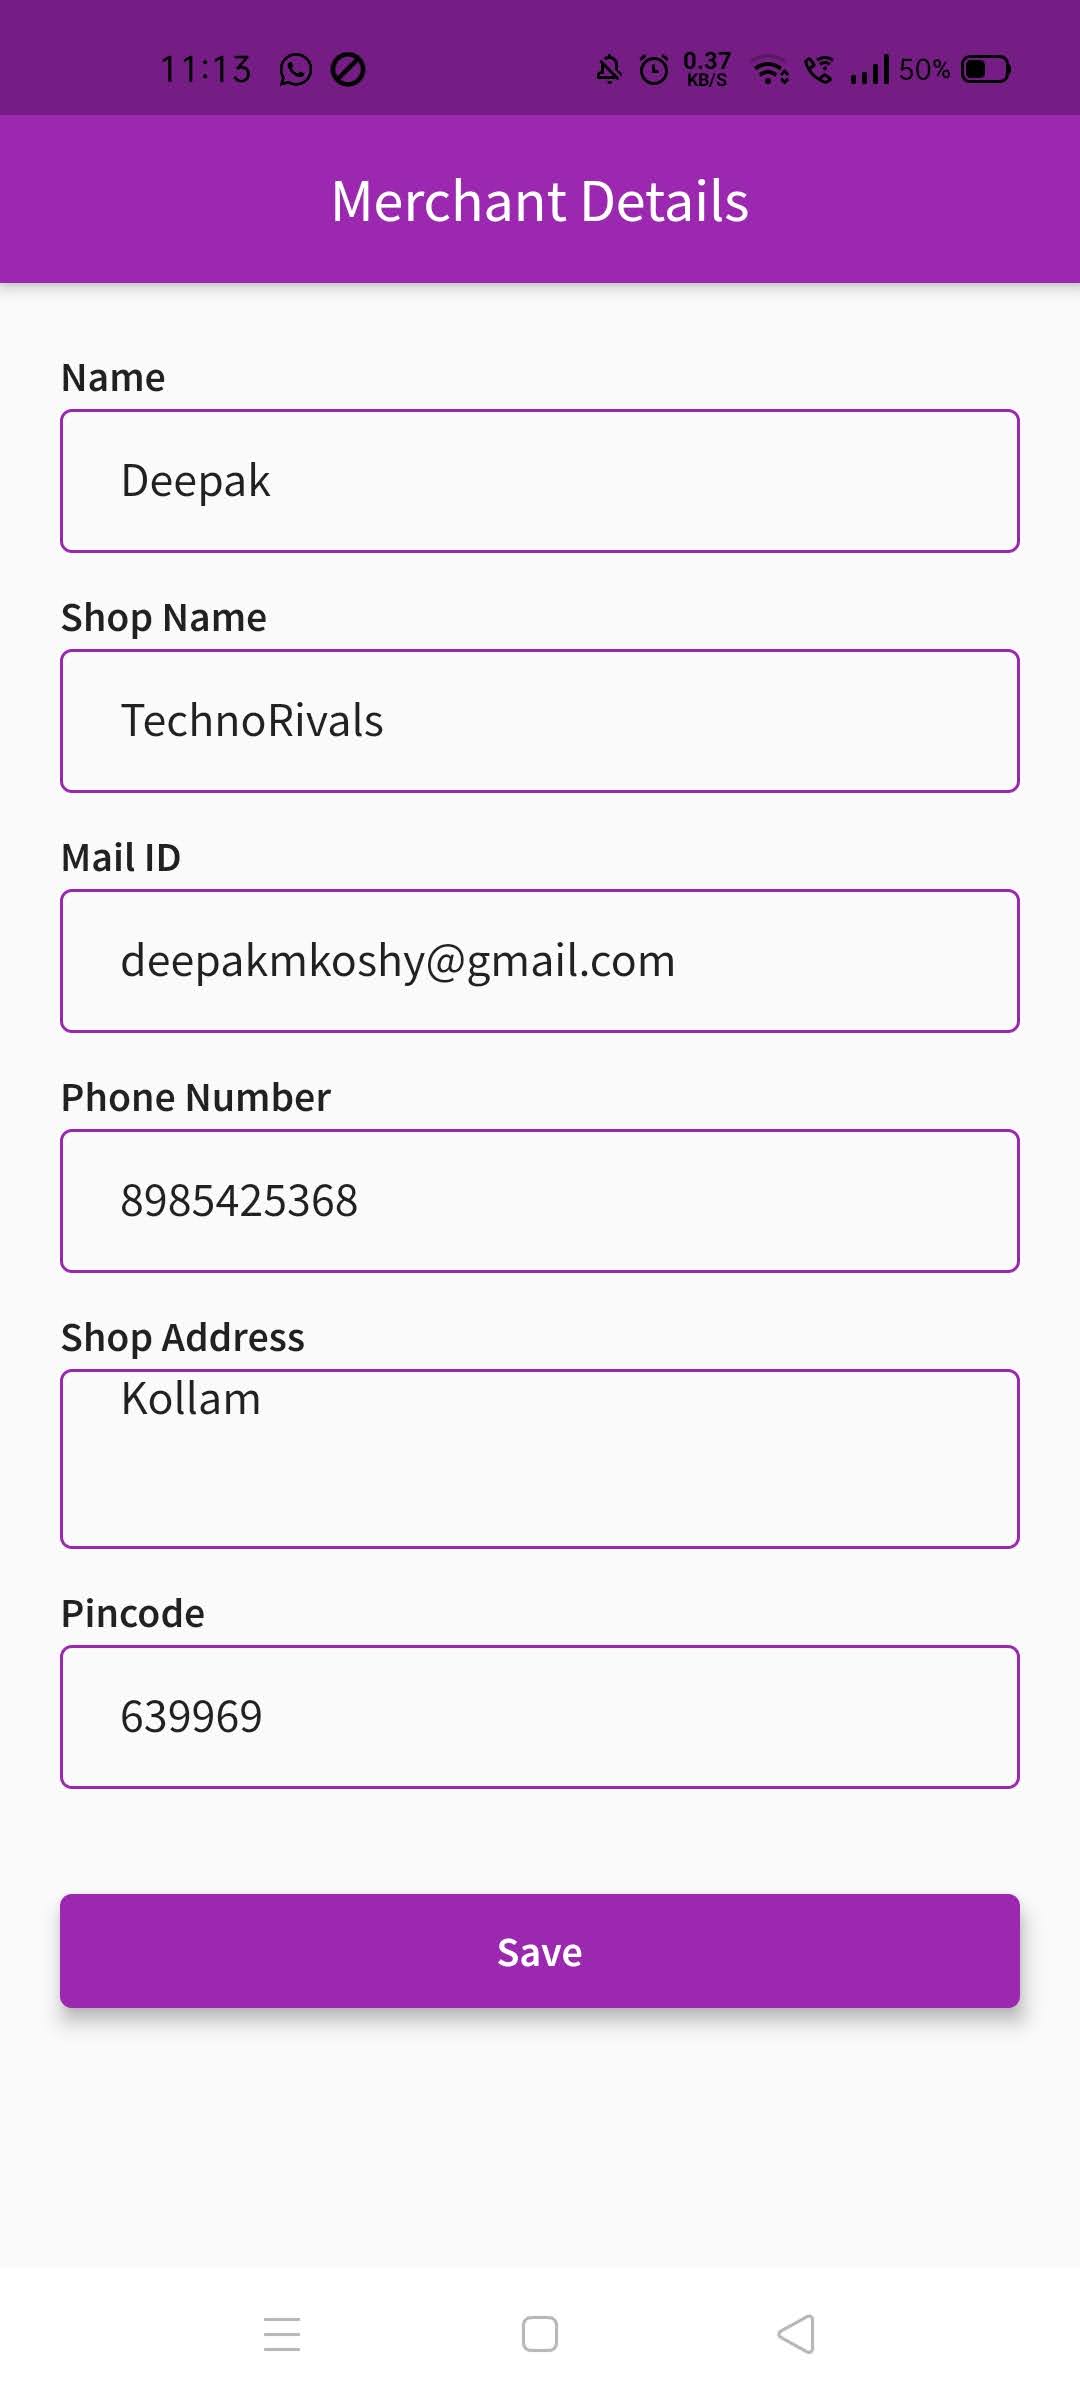 11:13 0.37 KB/S 50%
Merchant Details
Name
Deepak
Shop Name
TechnoRivals
Mail ID
deepakmkoshy@gmail.com
Phone Number
8985425368
Shop Address
Kollam
Pincode
639969
Save